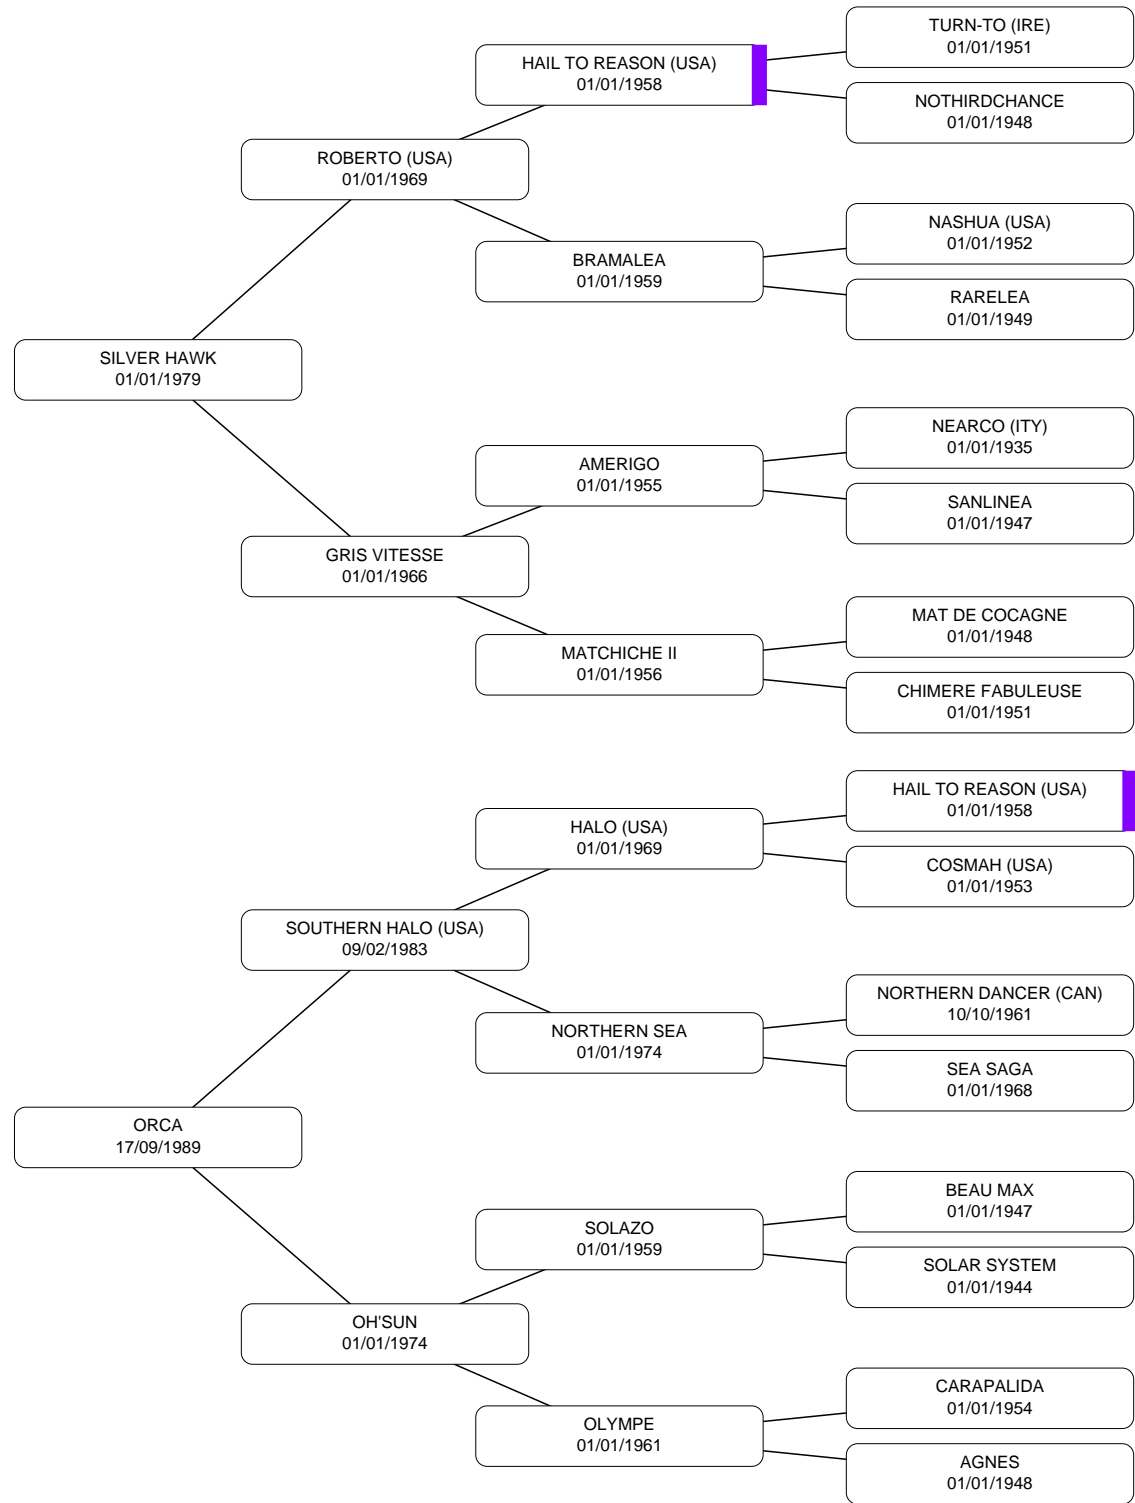 TURN-TO (IRE)
01/01/1951
HAIL TO REASON (USA)
01/01/1958
NOTHIRDCHANCE
01/01/1948
ROBERTO (USA)
01/01/1969
NASHUA (USA)
01/01/1952
BRAMALEA
01/01/1959
RARELEA
01/01/1949
SILVER HAWK
01/01/1979
NEARCO (ITY)
01/01/1935
AMERIGO
01/01/1955
SANLINEA
01/01/1947
GRIS VITESSE
01/01/1966
MAT DE COCAGNE
01/01/1948
MATCHICHE II
01/01/1956
CHIMERE FABULEUSE
01/01/1951
HAIL TO REASON (USA)
01/01/1958
HALO (USA)
01/01/1969
COSMAH (USA)
01/01/1953
SOUTHERN HALO (USA)
09/02/1983
NORTHERN DANCER (CAN)
10/10/1961
NORTHERN SEA
01/01/1974
SEA SAGA
01/01/1968
ORCA
17/09/1989
BEAU MAX
01/01/1947
SOLAZO
01/01/1959
SOLAR SYSTEM
01/01/1944
OH'SUN
01/01/1974
CARAPALIDA
01/01/1954
OLYMPE
01/01/1961
AGNES
01/01/1948